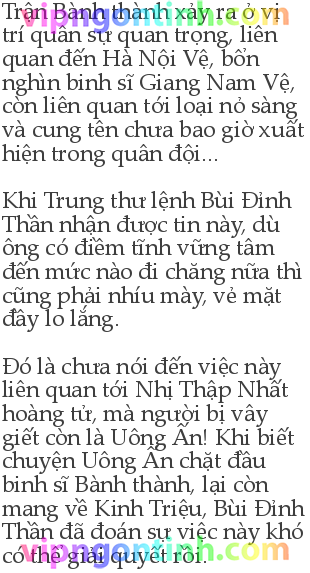 Trận Bành thành xảy ra ở vị
trí quân sự quan trọng, liên
quan đến Hà Nội Vệ, bổn
nghìn binh sĩ Giang Nam Vệ,
còn liên quan tới loại nỏ sàng
và cung tên chưa bao giờ xuất
hiện trong quân đội...
Khi Trung thư lệnh Bùi Đỉnh
Thần nhận được tin này, dù
ông có điềm tĩnh vững tâm
đến mức nào đi chăng nữa thì
cũng phải nhíu mày, vẻ mặt
đầy lo lắng.
Đó là chưa nói đến việc này
liên quan tới Nhị Thập Nhất
hoàng tử, mà người bị vây
giết còn là Uông Ấn! Khi biết
chuyện Uông Ấn chặt đầu
binh sĩ Bành thành, lại còn
mang về Kinh Triệu, Bùi Đỉnh
Thần đã đoán sự việc này khó
có thể giải quyết rồi.
vipngontinh.com
vipngontinh.com